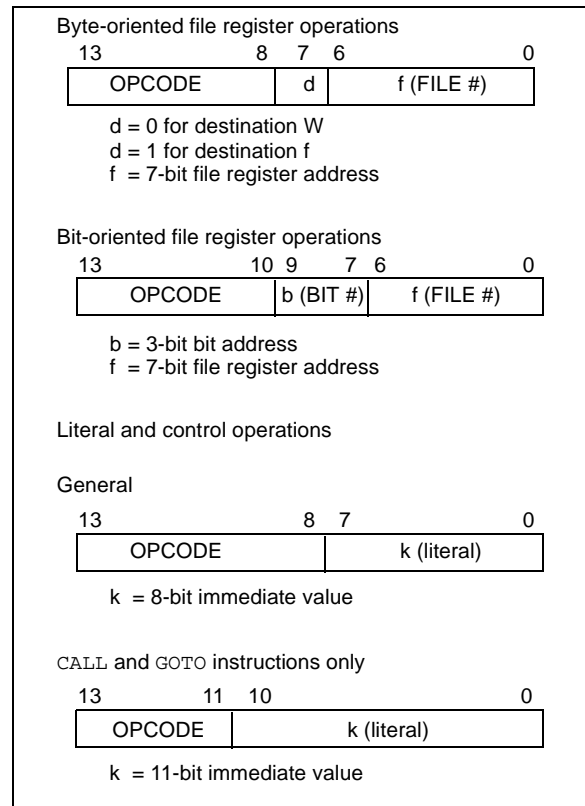 Byte-oriented file register operations
13 8 7 6 0
OPCODE d f (FILE #)
d = 0 for destination W
d = 1 for destination f
f = 7-bit file register address
Bit-oriented file register operations
13 10 9 7 6 0
OPCODE b (BIT #) f (FILE #)
b = 3-bit bit address
f = 7-bit file register address
Literal and control operations
General
13 8 7 0
OPCODE k (literal)
k = 8-bit immediate value
CALL and GOTO instructions only
13 11 10 0
OPCODE k (literal)
k = 11-bit immediate value